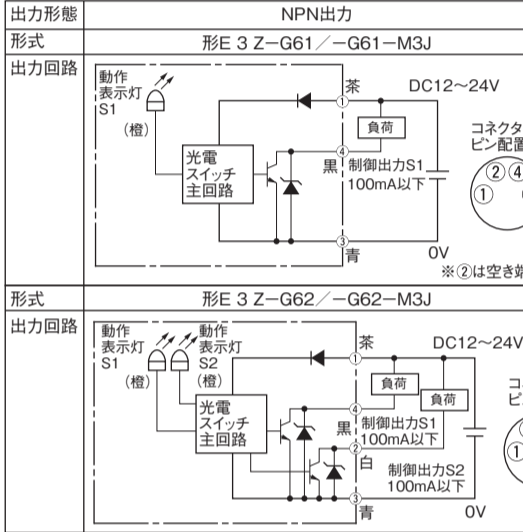 出力形態
NPN出力
形式
形E 3 Z-G61/-G61-M3J
出力回路
動作
表示灯
S1
(橙)
光電
スイッチ
主回路
茶
①
DC12〜24V
負荷
④
黒
制御出力S1
100mA以下
③
青
0V
コネクタ
ピン配置
② ④
①
※②は空き端
形式
形E 3 Z-G62/-G62-M3J
出力回路
動作
表示灯
S1
(橙)
動作
表示灯
S2
(橙)
光電
スイッチ
主回路
茶
①
DC12〜24V
負荷
負荷
④
黒
制御出力S1
100mA以下
②
白
制御出力S2
100mA以下
③
青
0V
①